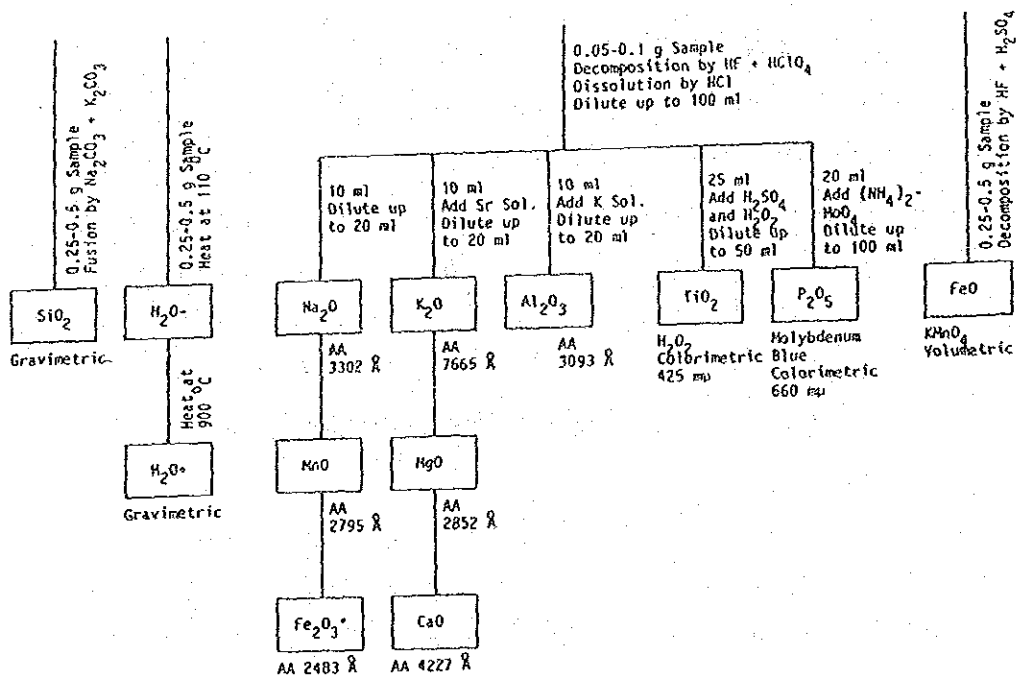 0.25-0.5 g Sample
Fusion by Na₂CO₃ + K₂CO₃
SiO₂
Gravimetric
0.25-0.5 g Sample
Heat at 110°C
H₂O-
Heat at
900°C
H₂O+
Gravimetric
0.05-0.1 g Sample
Decomposition by HF + HClO₄
Dissolution by HCl
Dilute up to 100 ml
10 ml
Dilute up
to 20 ml
Na₂O
AA
3302 Å
MnO
AA
2795 Å
Fe₂O₃*
AA 2483 Å
10 ml
Add Sr Sol.
Dilute up
to 20 ml
K₂O
AA
7665 Å
MgO
AA
2852 Å
CaO
AA 4227 Å
10 ml
Add K Sol.
Dilute up
to 20 ml
Al₂O₃
AA
3093 Å
25 ml
Add H₂SO₄
and
Dilute up
to 50 ml
TiO₂
H₂O₂
Colorimetric
425 mμ
20 ml
Add (NH₄)₂-
MoO₄
Dilute up
to 100 ml
P₂O₅
Molybdenum
Blue
Colorimetric
660 mμ
0.25-0.5 g Sample
Decomposition by HF + H₂SO₄
FeO
KMnO₄
Volumetric